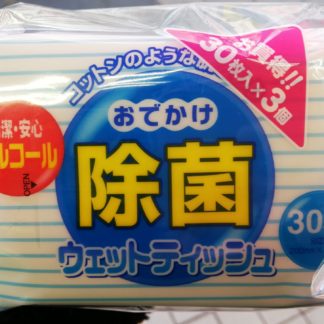 コットンのような
お買得!!
30枚入×3個
おでかけ
潔・安心
ルコール
OPEN
除菌
ウェットティッシュ
30